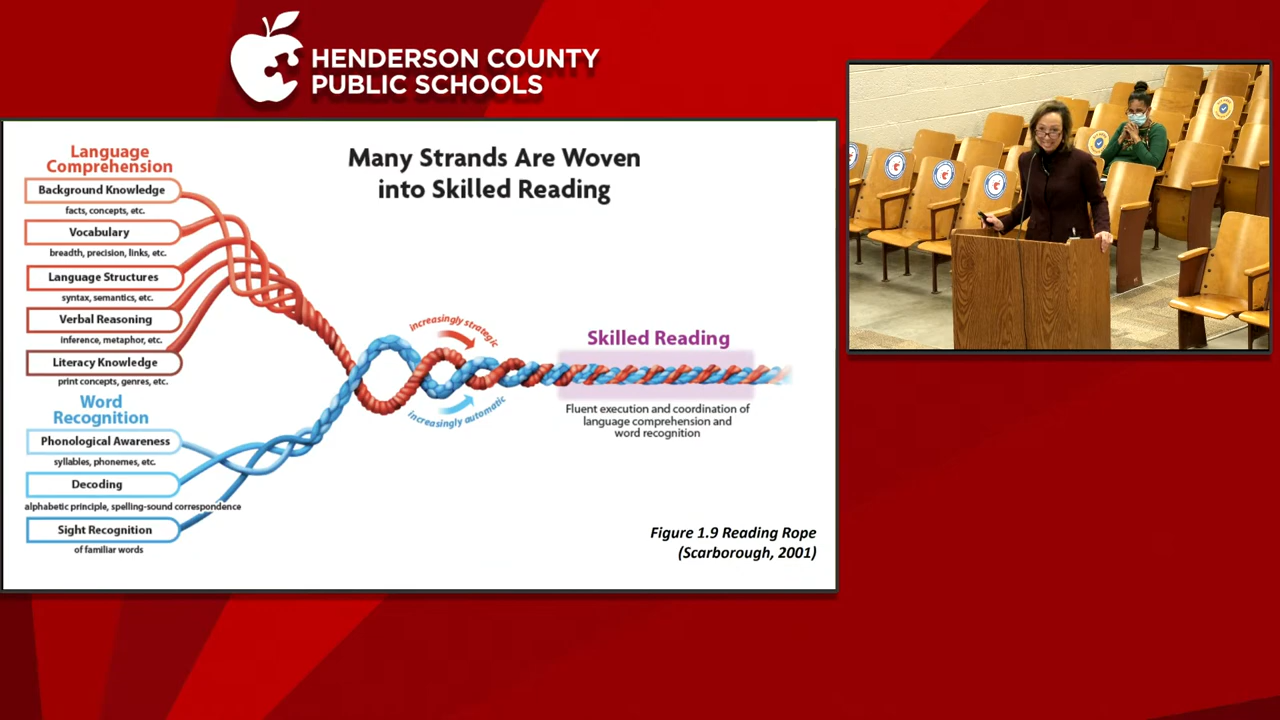 HENDERSON COUNTY
PUBLIC SCHOOLS
Many Strands Are Woven
into Skilled Reading
Language
Comprehension
Background Knowledge
facts, concepts, etc.
Vocabulary
breadth, precision, links, etc.
Language Structures
syntax, semantics, etc.
Verbal Reasoning
inference, metaphor, etc.
Literacy Knowledge
print concepts, genres, etc.
Word
Recognition
Phonological Awareness
syllables, phonemes, etc.
Decoding
alphabetic principle, spelling-sound correspondence
Sight Recognition
of familiar words
increasingly strategic
increasingly automatic
Skilled Reading
Fluent execution and coordination of
language comprehension and
word recognition
Figure 1.9 Reading Rope
(Scarborough, 2001)